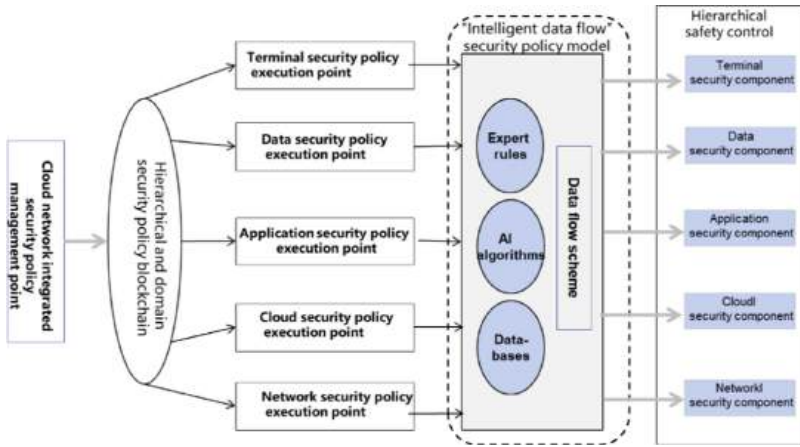 Cloud network integrated
security policy
management point
Hierarchical and domain
security policy blockchain
Terminal security policy
execution point
Data security policy
execution point
Application security policy
execution point
Cloud security policy
execution point
Network security policy
execution point
"Intelligent data flow"
security policy model
Expert
rules
AI
algorithms
Data-
bases
Data flow scheme
Hierarchical
safety control
Terminal
security component
Data
security component
Application
security component
Cloudl
security component
Networkl
security component